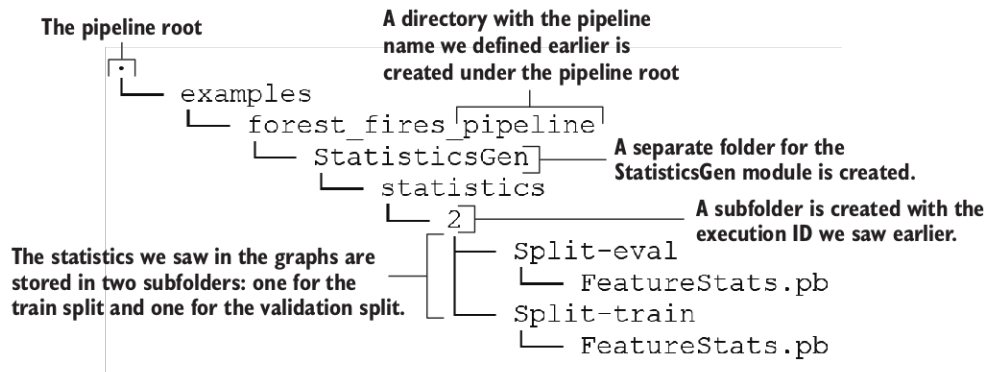 The pipeline root
A directory with the pipeline
name we defined earlier is
created under the pipeline root
.
examples
forest_fires_pipeline
StatisticsGen
A separate folder for the
StatisticsGen module is created.
statistics
2
A subfolder is created with the
execution ID we saw earlier.
The statistics we saw in the graphs are
stored in two subfolders: one for the
train split and one for the validation split.
Split-eval
FeatureStats.pb
Split-train
FeatureStats.pb